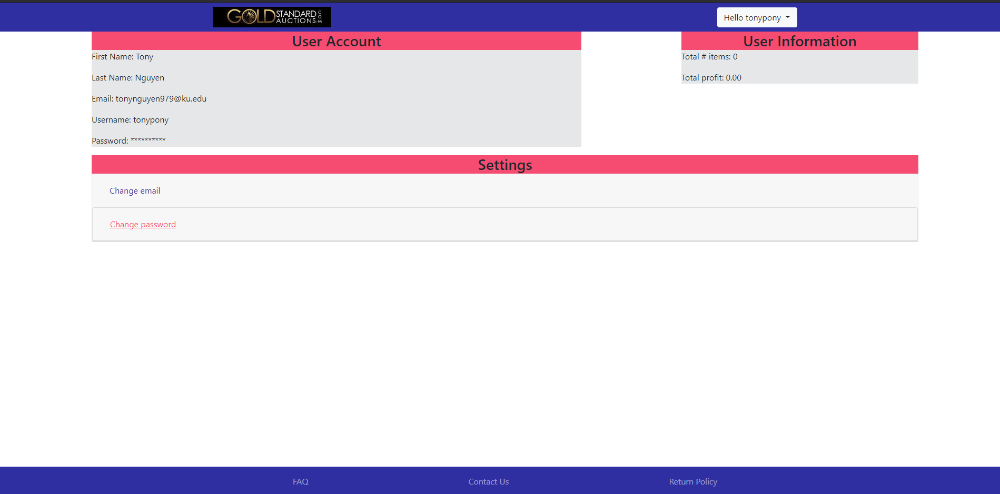 GOLD STANDARD AUCTIONS.COM
Hello tonypony
User Account
First Name: Tony
Last Name: Nguyen
Email: tonynguyen979@ku.edu
Username: tonypony
Password: **********
User Information
Total # items: 0
Total profit: 0.00
Settings
Change email
Change password
FAQ
Contact Us
Return Policy